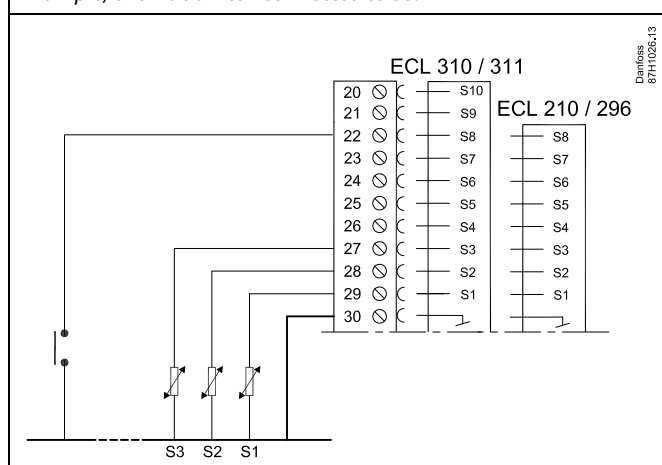 Danfoss
87H1026.13
ECL 310 / 311
ECL 210 / 296
20 S10
21 S9
22 S8 S8
23 S7 S7
24 S6 S6
25 S5 S5
26 S4 S4
27 S3 S3
28 S2 S2
29 S1 S1
30
S3 S2 S1